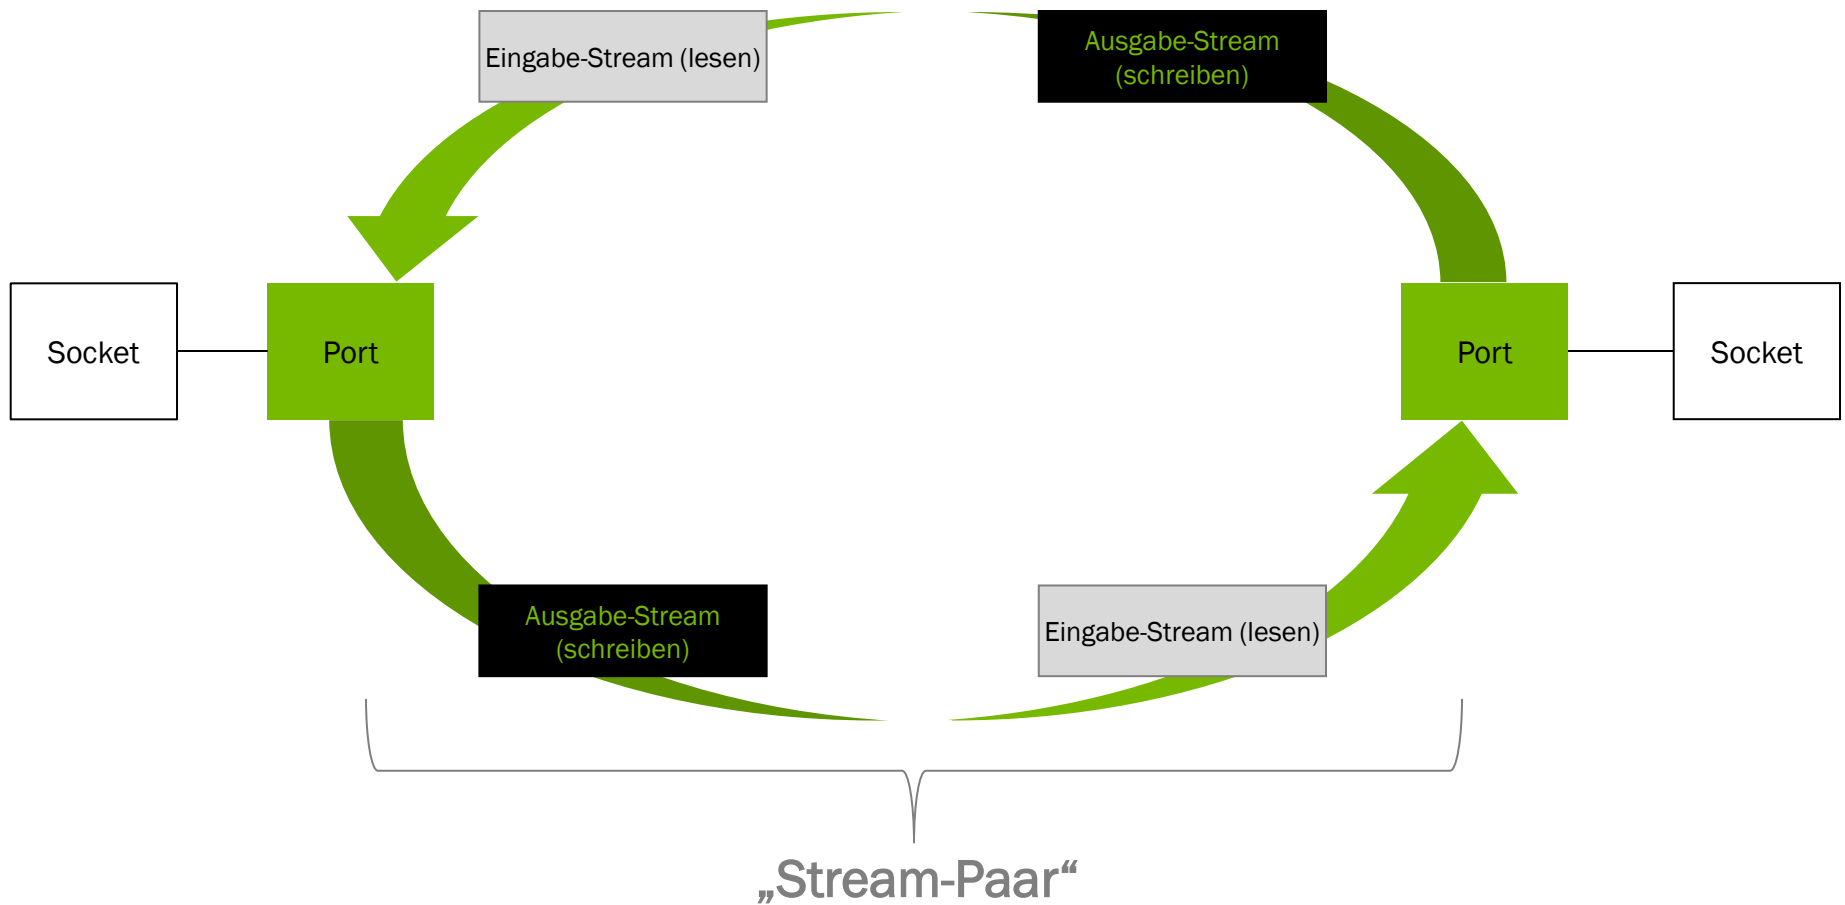 Eingabe-Stream (lesen)
Ausgabe-Stream
(schreiben)
Socket
Port
Port
Socket
Ausgabe-Stream
(schreiben)
Eingabe-Stream (lesen)
„Stream-Paar“